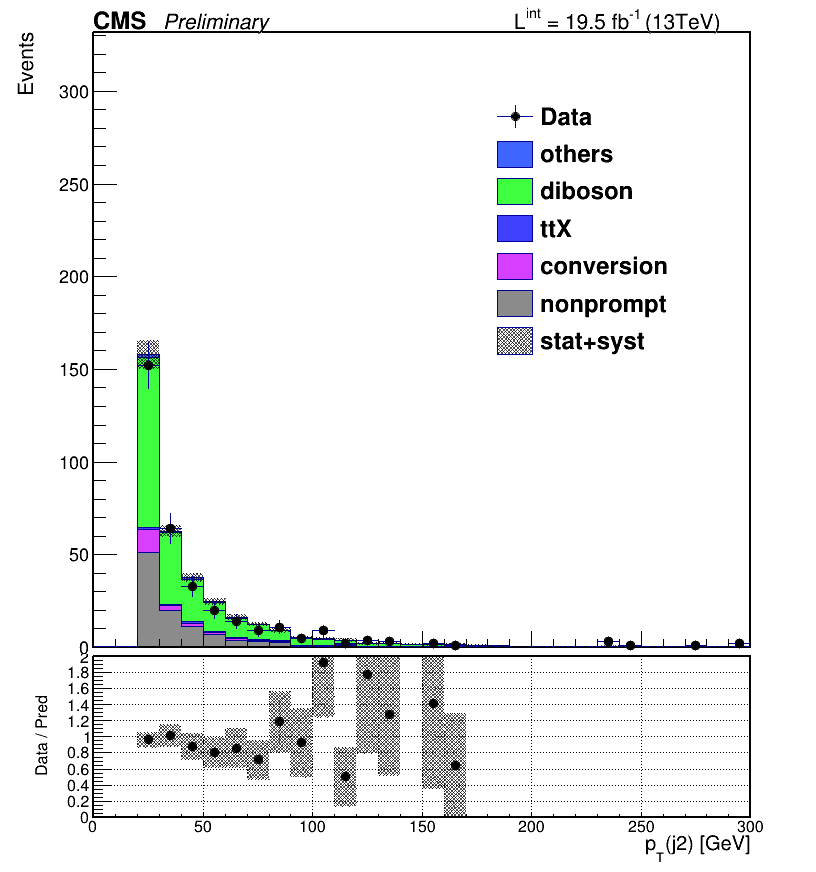 CMS Preliminary L^int = 19.5 fb^-1 (13TeV)
Events
300
250
200
150
100
50
0
Data
others
diboson
ttX
conversion
nonprompt
stat+syst
Data / Pred
2
1.8
1.6
1.4
1.2
1
0.8
0.6
0.4
0.2
0
0 50 100 150 200 250 300
p_T(j2) [GeV]